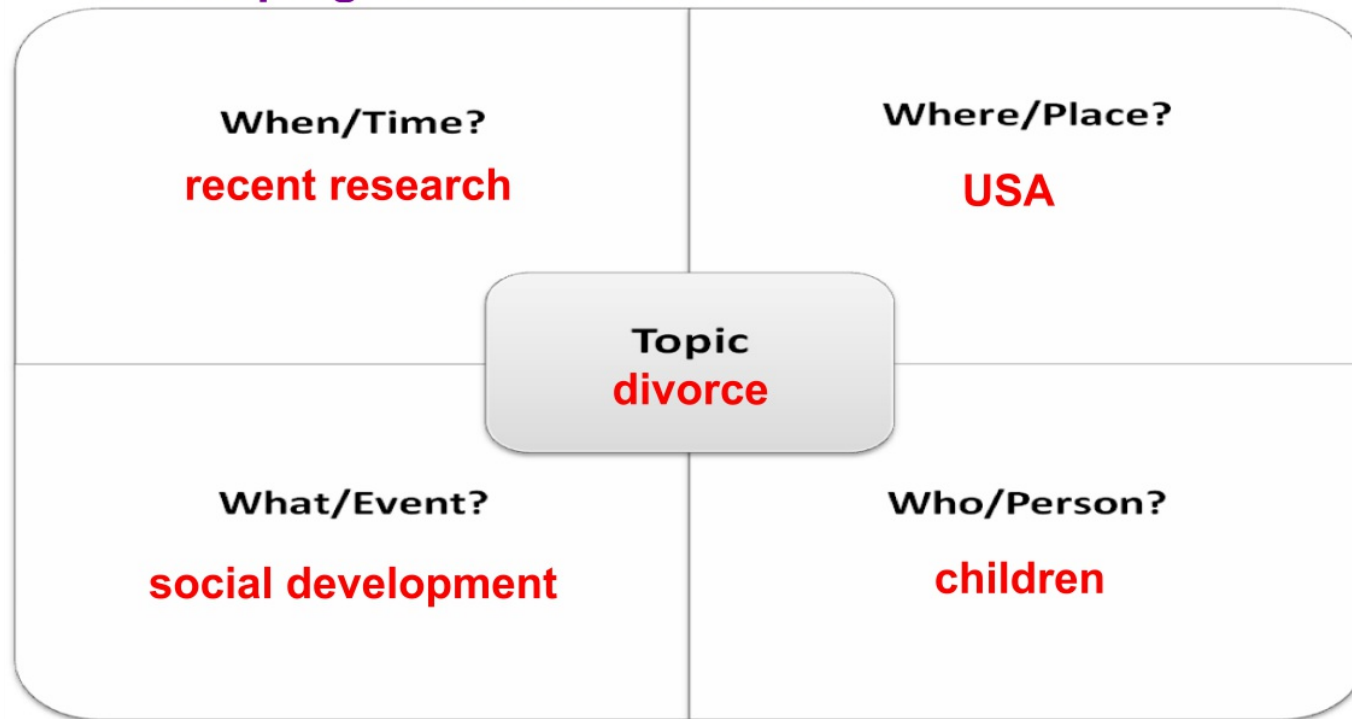 When/Time?
recent research
Where/Place?
USA
Topic
divorce
What/Event?
social development
Who/Person?
children